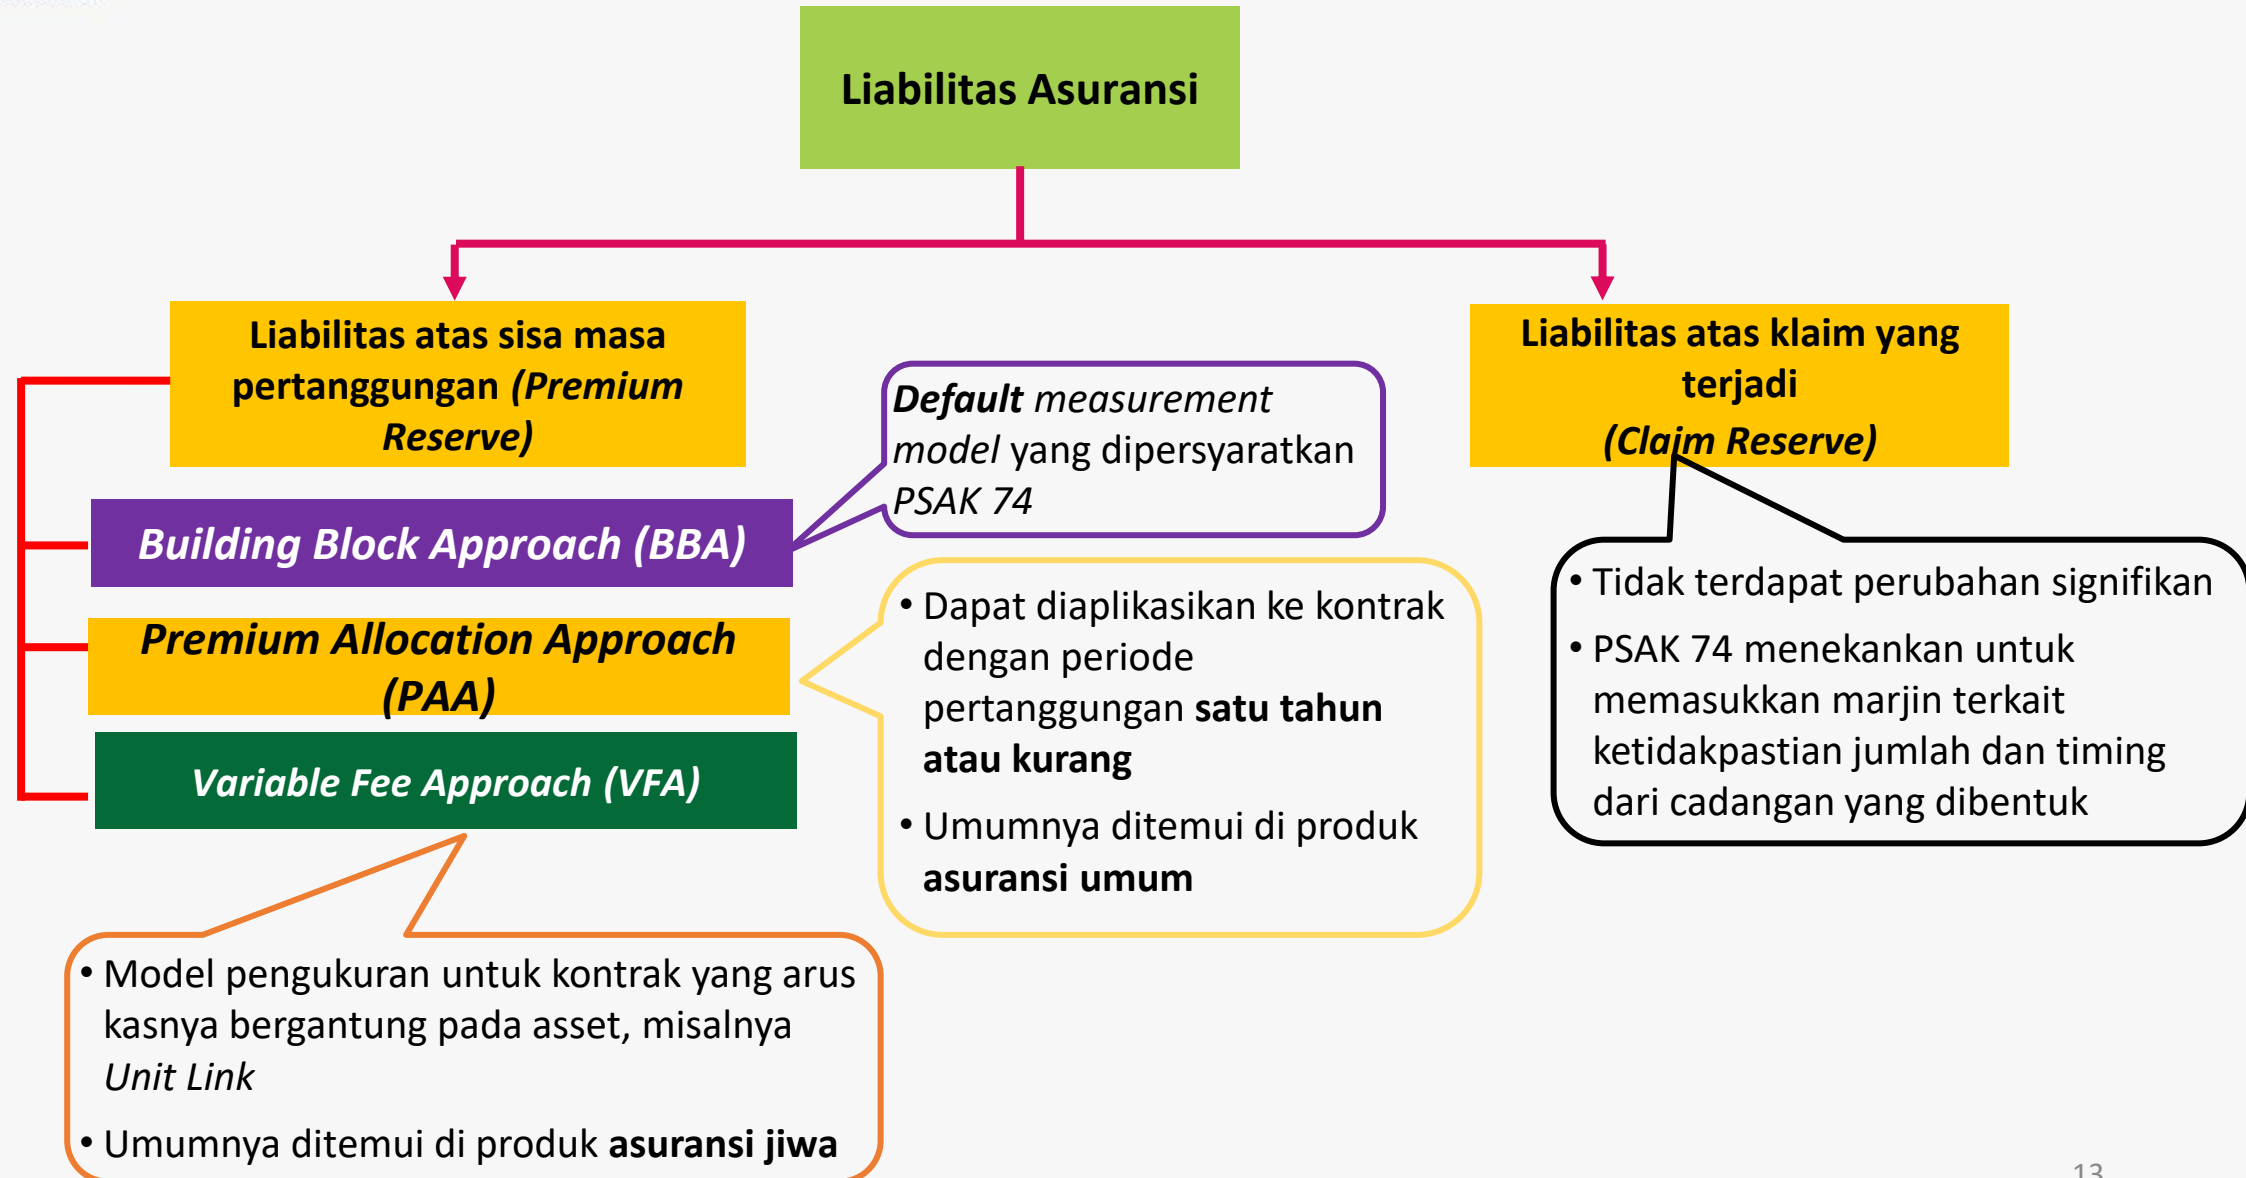 Liabilitas Asuransi
Liabilitas atas sisa masa
pertanggungan (Premium
Reserve)
Default measurement
model yang dipersyaratkan
PSAK 74
Liabilitas atas klaim yang
terjadi
(Claim Reserve)
Building Block Approach (BBA)
Premium Allocation Approach
(PAA)
Variable Fee Approach (VFA)
• Dapat diaplikasikan ke kontrak
dengan periode
pertanggungan satu tahun
atau kurang
• Umumnya ditemui di produk
asuransi umum
• Tidak terdapat perubahan signifikan
• PSAK 74 menekankan untuk
memasukkan marjin terkait
ketidakpastian jumlah dan timing
dari cadangan yang dibentuk
• Model pengukuran untuk kontrak yang arus
kasnya bergantung pada asset, misalnya
Unit Link
• Umumnya ditemui di produk asuransi jiwa
13